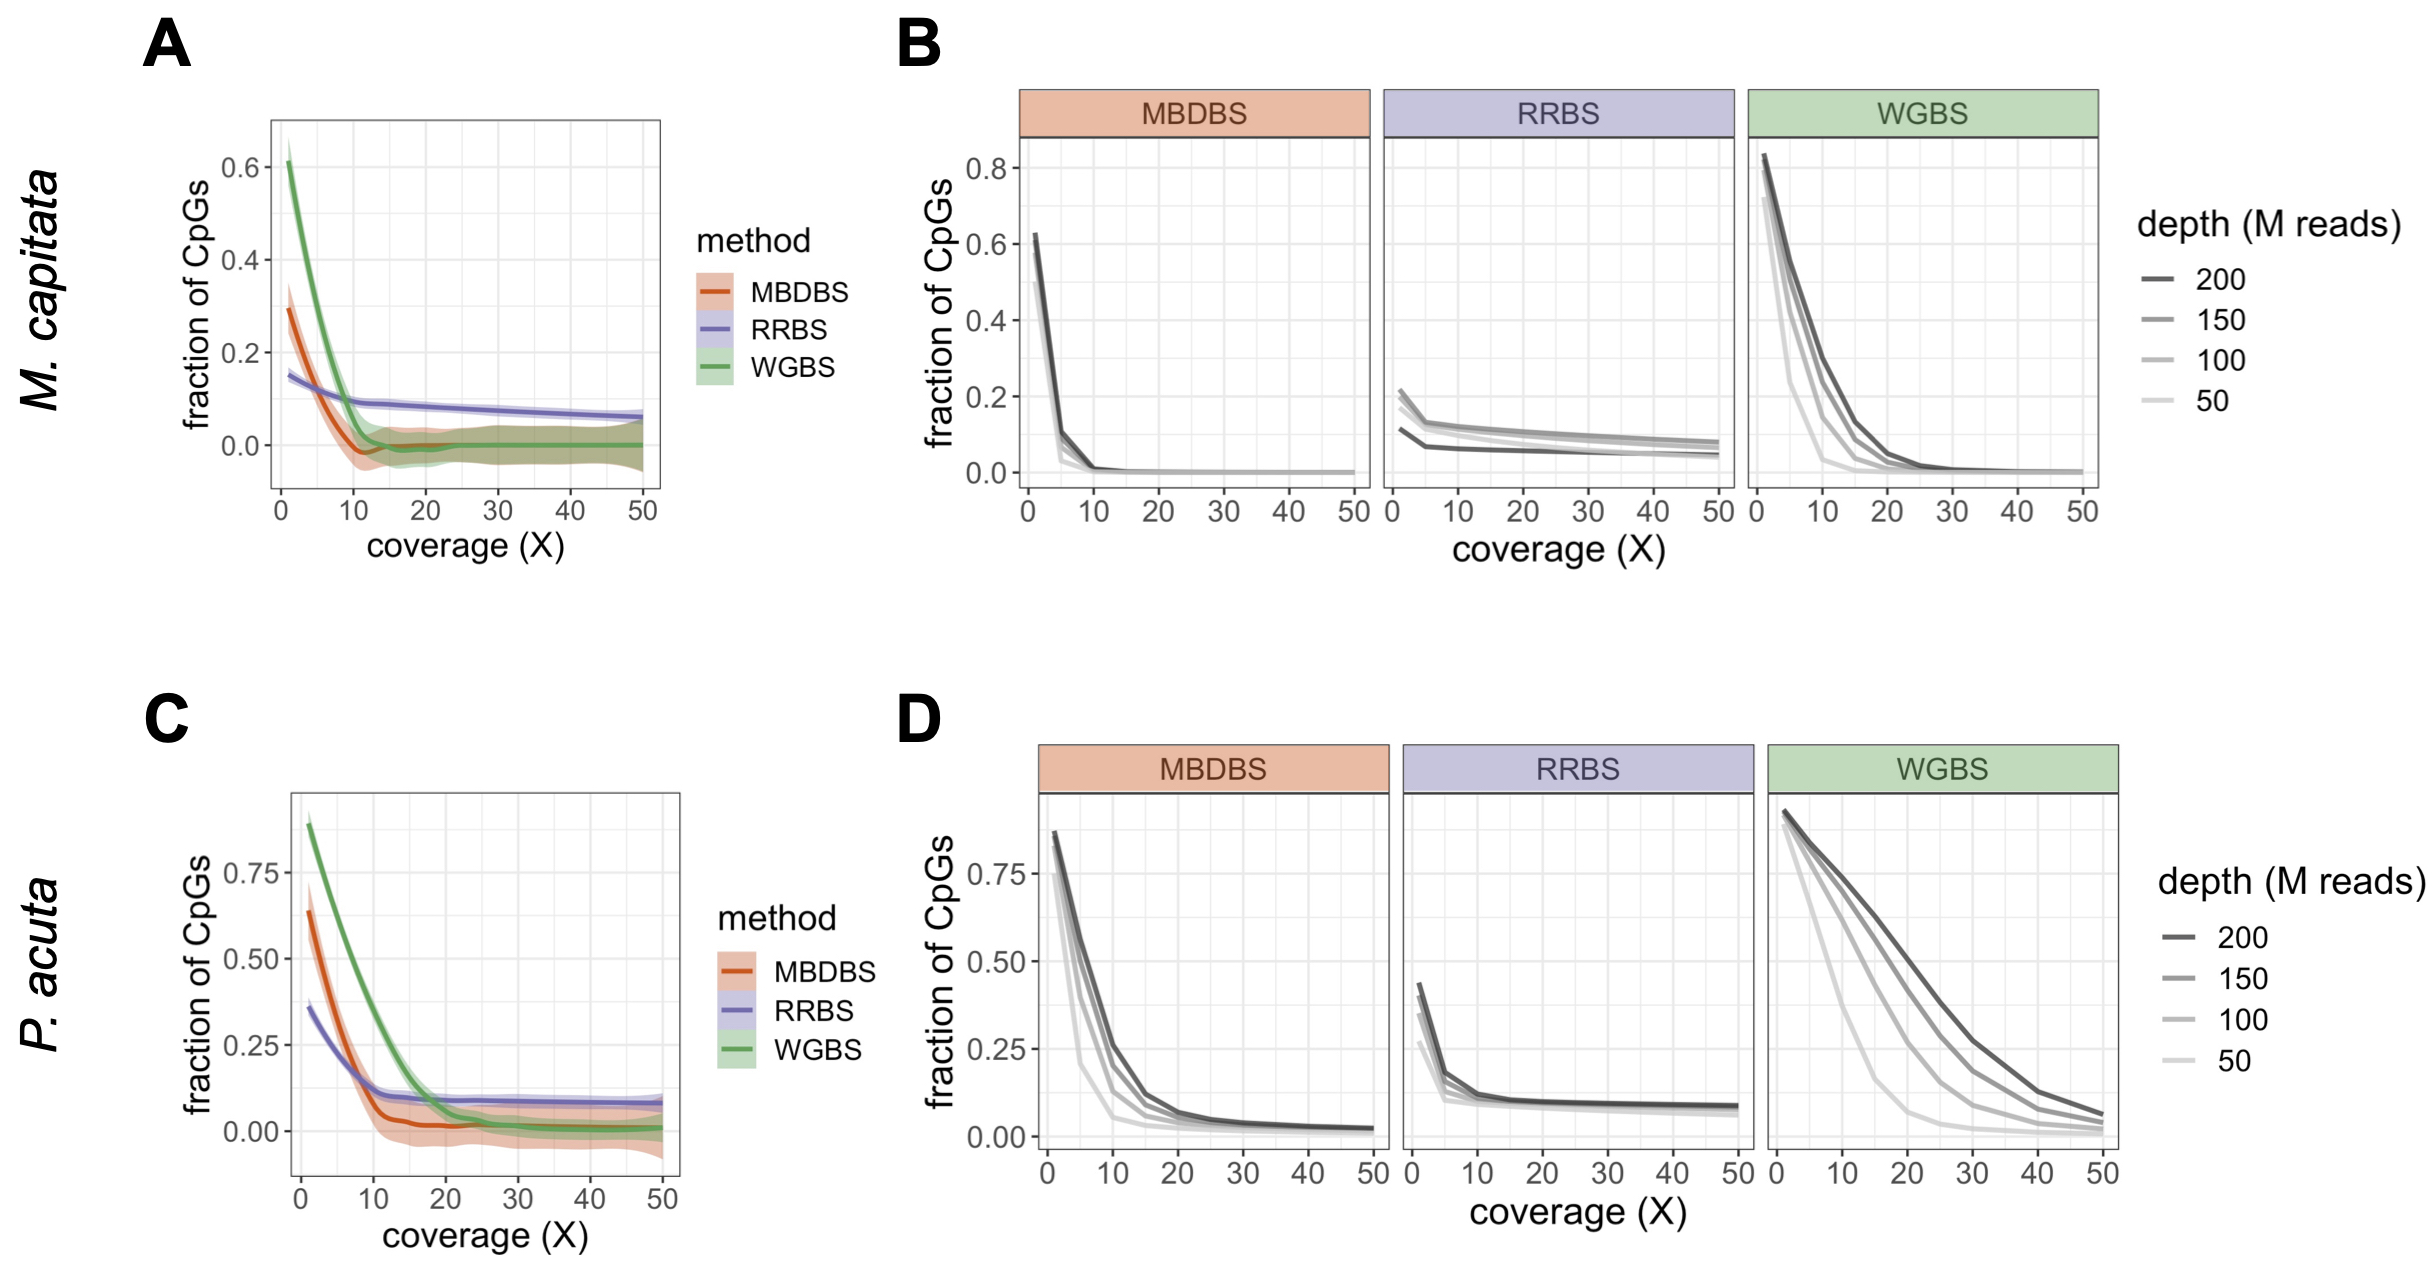 A
M. capitata
fraction of CpGs
0.6
0.4
0.2
0.0
0 10 20 30 40 50
coverage (X)
method
MBDBS
RRBS
WGBS
B
MBDBS RRBS WGBS
fraction of CpGs
0.8
0.6
0.4
0.2
0.0
0 10 20 30 40 50 0 10 20 30 40 50 0 10 20 30 40 50
coverage (X)
depth (M reads)
200
150
100
50
C
P. acuta
fraction of CpGs
0.75
0.50
0.25
0.00
0 10 20 30 40 50
coverage (X)
method
MBDBS
RRBS
WGBS
D
MBDBS RRBS WGBS
fraction of CpGs
0.75
0.50
0.25
0.00
0 10 20 30 40 50 0 10 20 30 40 50 0 10 20 30 40 50
coverage (X)
depth (M reads)
200
150
100
50